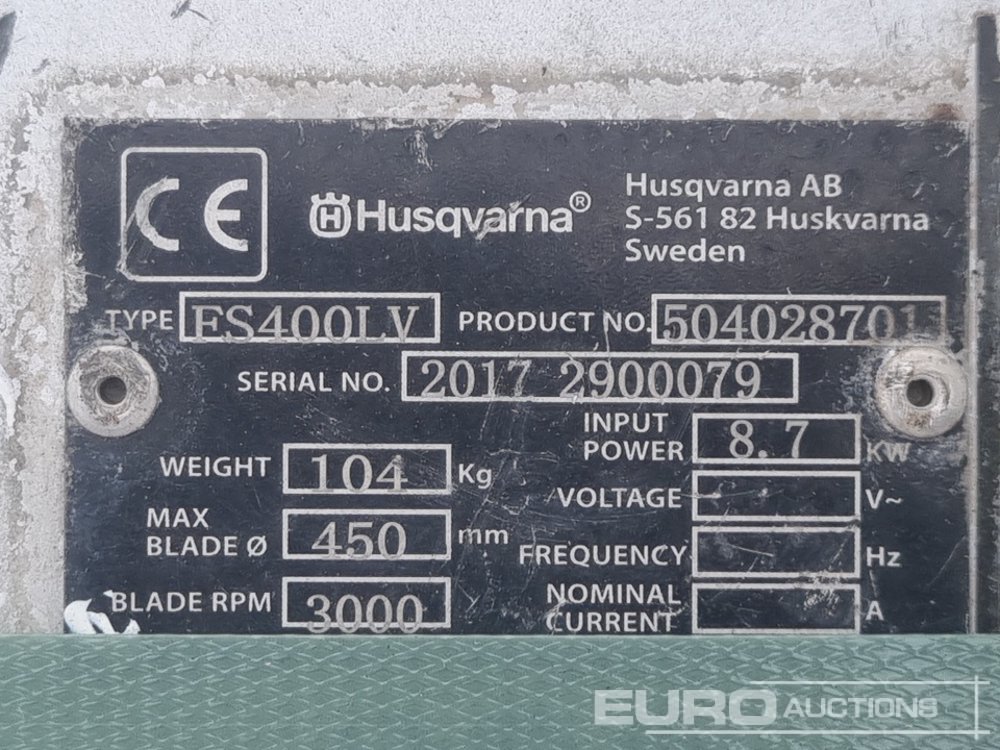 CE
Husqvarna®
Husqvarna AB
S-561 82 Huskvarna
Sweden
TYPE FS400LV PRODUCT NO. 504028701
SERIAL NO. 2017 2900079
INPUT POWER 8.7 KW
WEIGHT 104 Kg
VOLTAGE V~
MAX BLADE Ø 450 mm
FREQUENCY Hz
BLADE RPM 3000
NOMINAL CURRENT A
EURO AUCTIONS